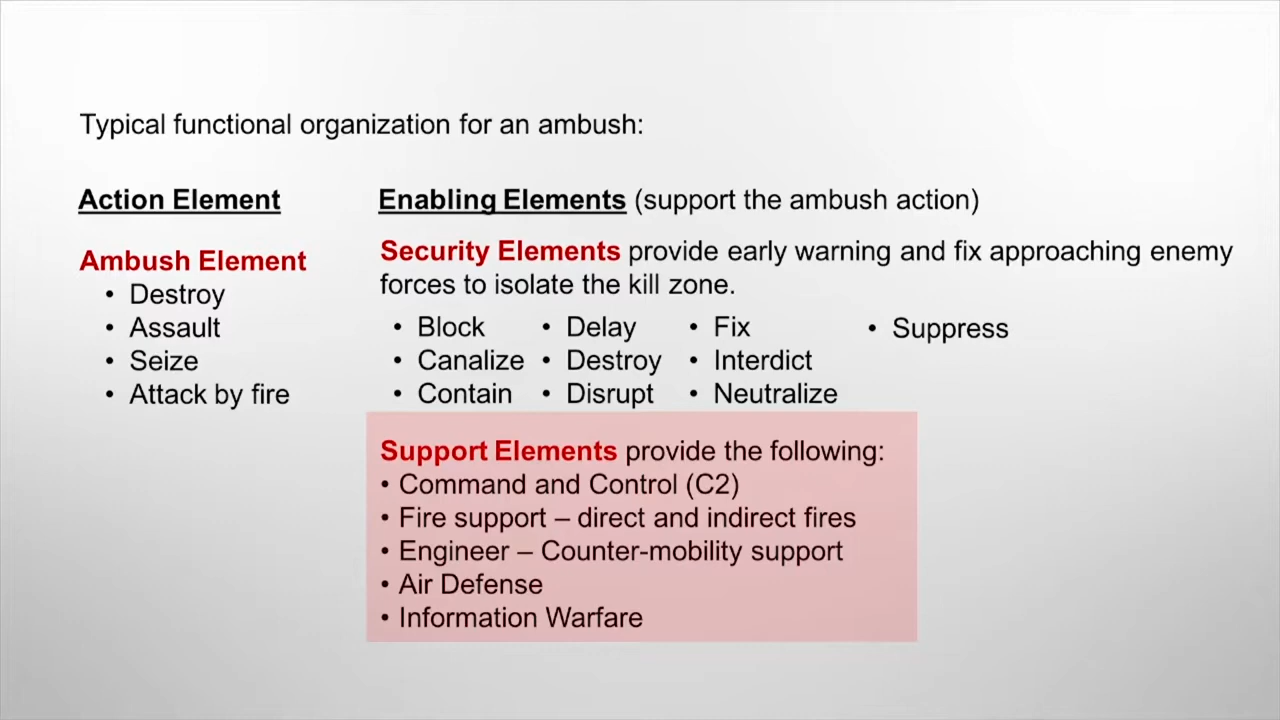 Typical functional organization for an ambush:
Action Element
Ambush Element
• Destroy
• Assault
• Seize
• Attack by fire
Enabling Elements (support the ambush action)
Security Elements provide early warning and fix approaching enemy
forces to isolate the kill zone.
• Block
• Canalize
• Contain
• Delay
• Destroy
• Disrupt
• Fix
• Interdict
• Neutralize
• Suppress
Support Elements provide the following:
• Command and Control (C2)
• Fire support – direct and indirect fires
• Engineer – Counter-mobility support
• Air Defense
• Information Warfare